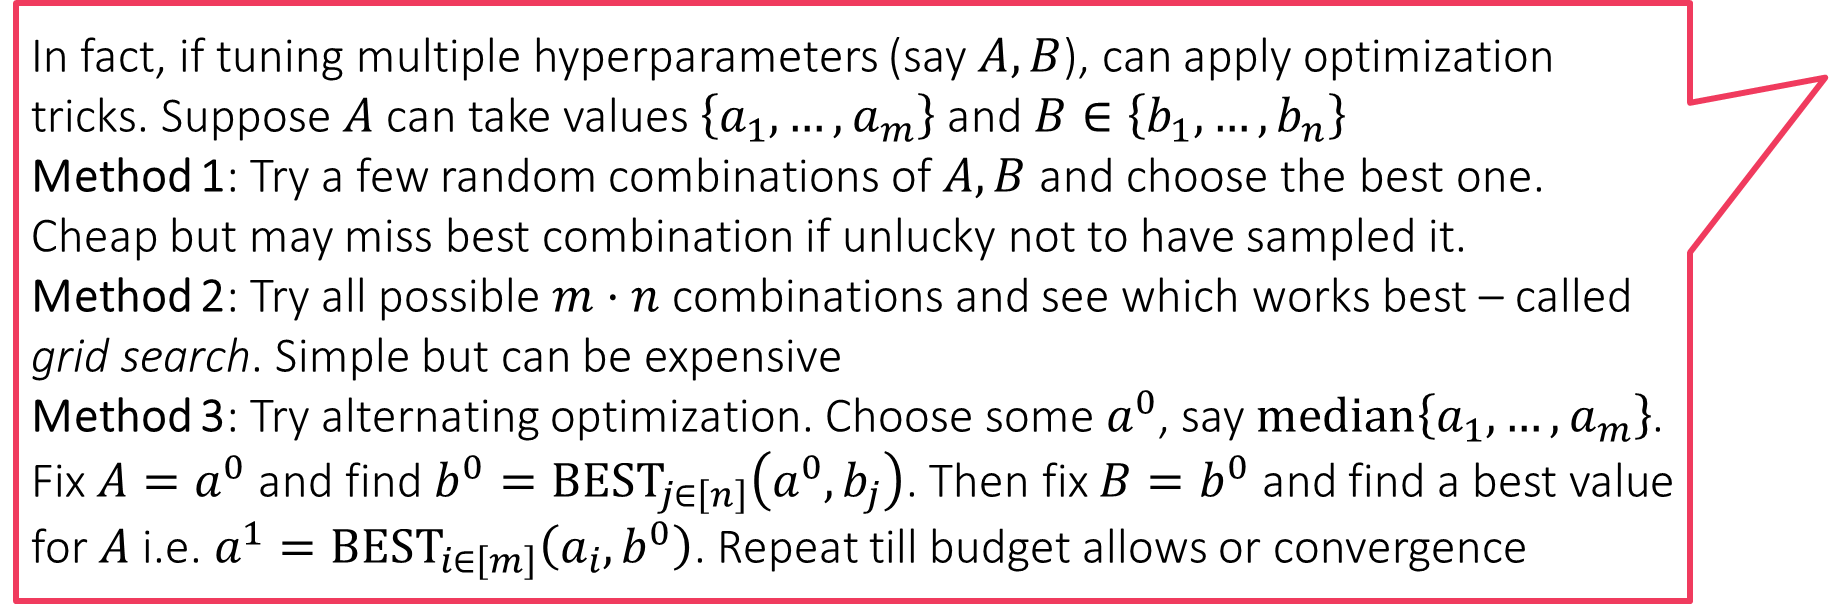 In fact, if tuning multiple hyperparameters (say A, B), can apply optimization
tricks. Suppose A can take values {a₁, … , aₘ} and B ∈ {b₁, … , bₙ}
Method 1: Try a few random combinations of A, B and choose the best one.
Cheap but may miss best combination if unlucky not to have sampled it.
Method 2: Try all possible m · n combinations and see which works best – called
grid search. Simple but can be expensive
Method 3: Try alternating optimization. Choose some a⁰, say median{a₁, … , aₘ}.
Fix A = a⁰ and find b⁰ = BEST_{j∈[n]}(a⁰, bⱼ). Then fix B = b⁰ and find a best value
for A i.e. a¹ = BEST_{i∈[m]}(aᵢ, b⁰). Repeat till budget allows or convergence